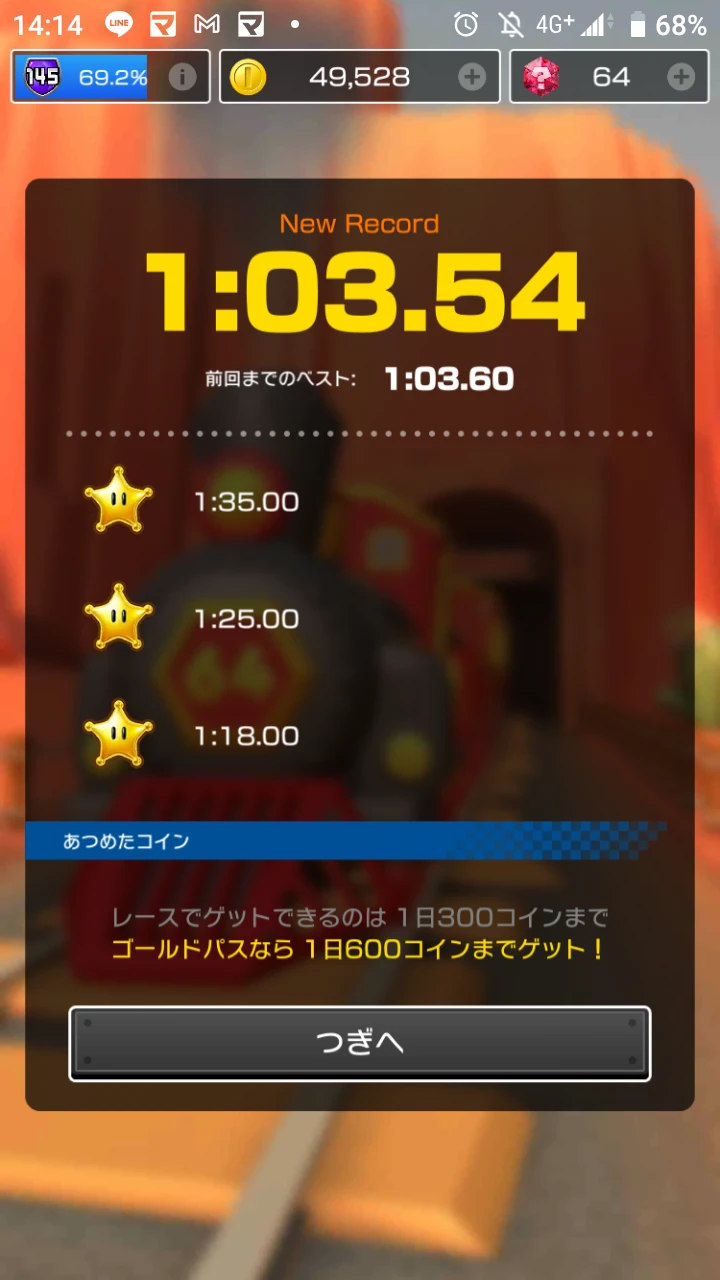 14:14 LINE 4G+ 68%
145 69.2% 49,528 64
New Record
1:03.54
前回までのベスト: 1:03.60
1:35.00
1:25.00
1:18.00
64
あつめたコイン
レースでゲットできるのは 1日300コインまで
ゴールドパスなら 1日600コインまでゲット！
つぎへ